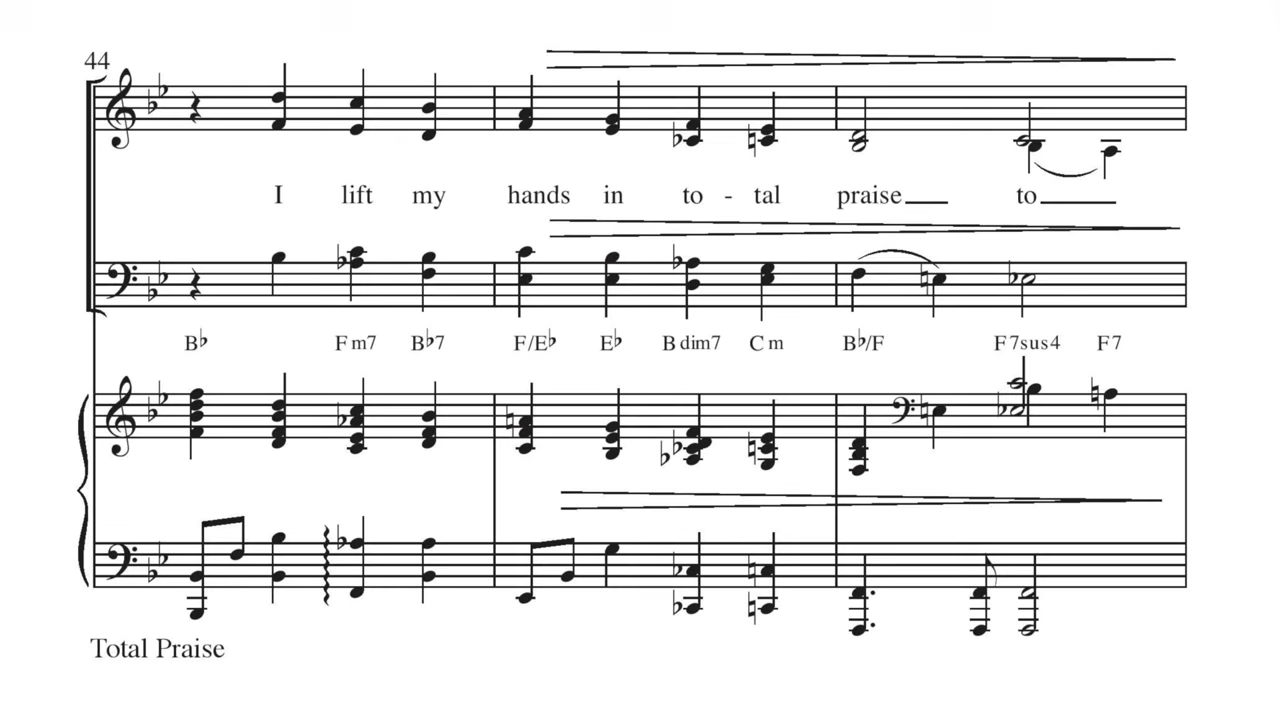 44
I lift my hands in to - tal praise to
B♭ Fm7 B♭7 F/E♭ E♭ Bdim7 Cm B♭/F F7sus4 F7
Total Praise